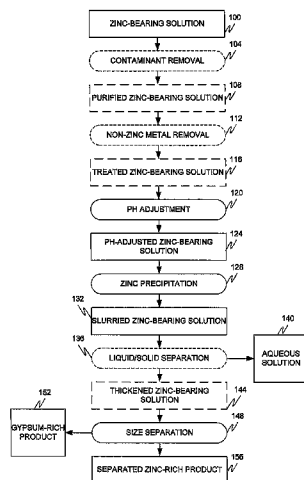 ZINC-BEARING SOLUTION
100
104
CONTAMINANT REMOVAL
108
PURIFIED ZINC-BEARING SOLUTION
112
NON-ZINC METAL REMOVAL
116
TREATED ZINC-BEARING SOLUTION
120
PH ADJUSTMENT
124
PH-ADJUSTED ZINC-BEARING
SOLUTION
128
ZINC PRECIPITATION
132
SLURRIED ZINC-BEARING SOLUTION
140
136
LIQUID/SOLID SEPARATION
AQUEOUS
SOLUTION
144
THICKENED ZINC-BEARING
SOLUTION
152
148
GYPSUM-RICH
PRODUCT
SIZE SEPARATION
156
SEPARATED ZINC-RICH PRODUCT